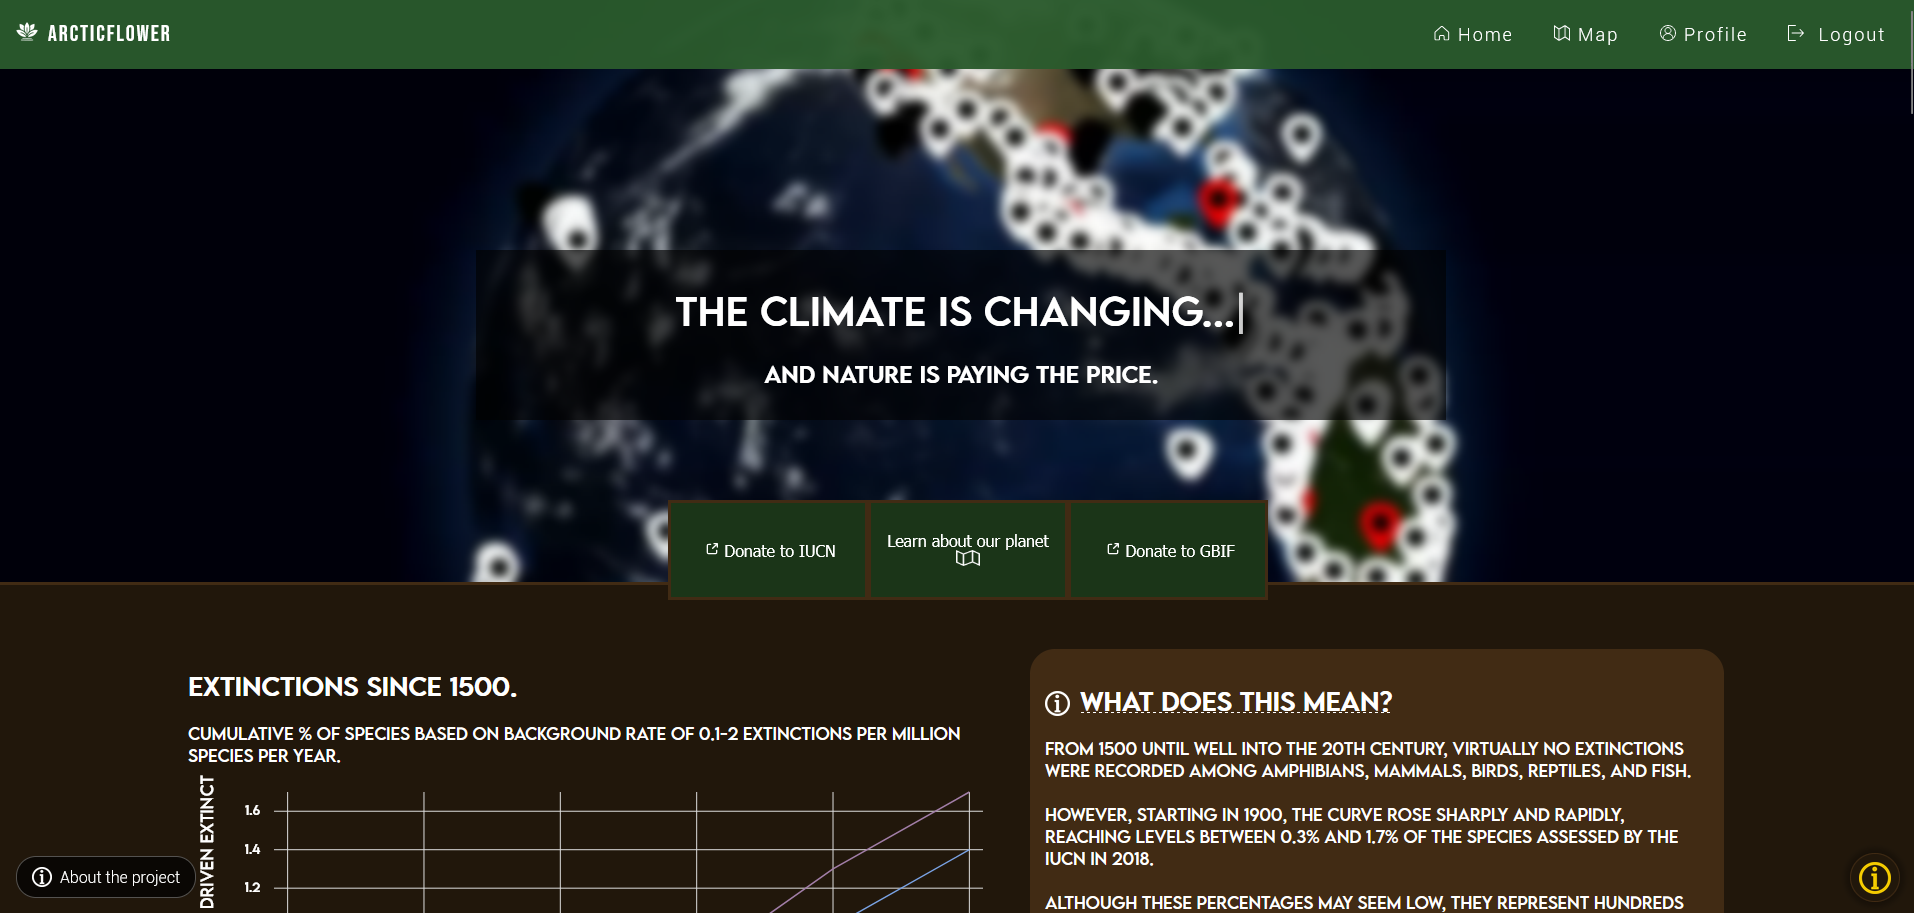 ARCTICFLOWER
Home
Map
Profile
Logout
THE CLIMATE IS CHANGING...
AND NATURE IS PAYING THE PRICE.
Donate to IUCN
Learn about our planet
Donate to GBIF
EXTINCTIONS SINCE 1500.
CUMULATIVE % OF SPECIES BASED ON BACKGROUND RATE OF 0.1-2 EXTINCTIONS PER MILLION
SPECIES PER YEAR.
DRIVEN EXTINCT
1.6
1.4
1.2
WHAT DOES THIS MEAN?
FROM 1500 UNTIL WELL INTO THE 20TH CENTURY, VIRTUALLY NO EXTINCTIONS
WERE RECORDED AMONG AMPHIBIANS, MAMMALS, BIRDS, REPTILES, AND FISH.
HOWEVER, STARTING IN 1900, THE CURVE ROSE SHARPLY AND RAPIDLY,
REACHING LEVELS BETWEEN 0.3% AND 1.7% OF THE SPECIES ASSESSED BY THE
IUCN IN 2018.
ALTHOUGH THESE PERCENTAGES MAY SEEM LOW, THEY REPRESENT HUNDREDS
About the project